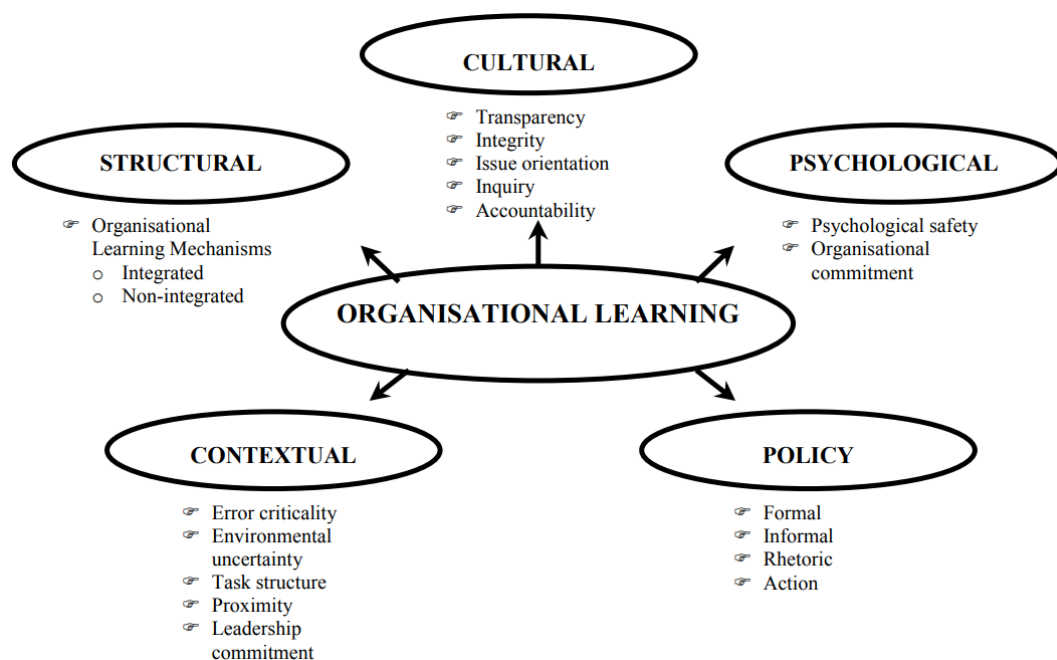 CULTURAL
☞ Transparency
☞ Integrity
☞ Issue orientation
☞ Inquiry
☞ Accountability
STRUCTURAL
☞ Organisational
Learning Mechanisms
o Integrated
o Non-integrated
PSYCHOLOGICAL
☞ Psychological safety
☞ Organisational
commitment
ORGANISATIONAL LEARNING
CONTEXTUAL
☞ Error criticality
☞ Environmental
uncertainty
☞ Task structure
☞ Proximity
☞ Leadership
commitment
POLICY
☞ Formal
☞ Informal
☞ Rhetoric
☞ Action